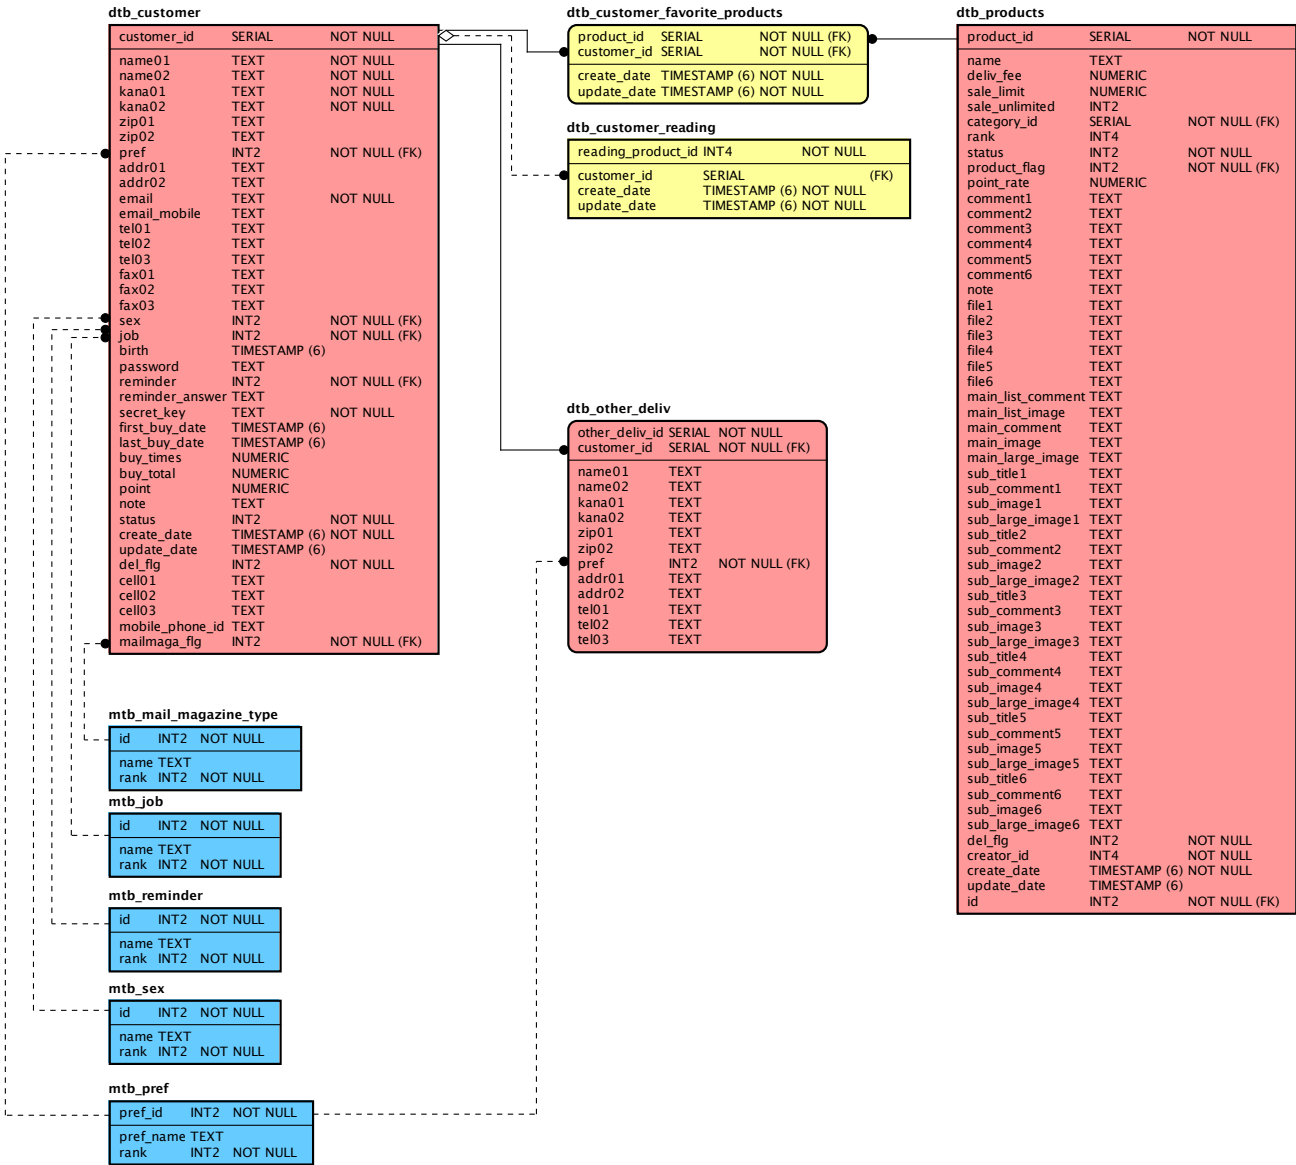 dtb_customer
customer_id SERIAL NOT NULL
name01 TEXT NOT NULL
name02 TEXT NOT NULL
kana01 TEXT NOT NULL
kana02 TEXT NOT NULL
zip01 TEXT
zip02 TEXT
pref INT2 NOT NULL (FK)
addr01 TEXT
addr02 TEXT
email TEXT NOT NULL
email_mobile TEXT
tel01 TEXT
tel02 TEXT
tel03 TEXT
fax01 TEXT
fax02 TEXT
fax03 TEXT
sex INT2 NOT NULL (FK)
job INT2 NOT NULL (FK)
birth TIMESTAMP (6)
password TEXT
reminder INT2 NOT NULL (FK)
reminder_answer TEXT
secret_key TEXT NOT NULL
first_buy_date TIMESTAMP (6)
last_buy_date TIMESTAMP (6)
buy_times NUMERIC
buy_total NUMERIC
point NUMERIC
note TEXT
status INT2 NOT NULL
create_date TIMESTAMP (6) NOT NULL
update_date TIMESTAMP (6)
del_flg INT2 NOT NULL
cell01 TEXT
cell02 TEXT
cell03 TEXT
mobile_phone_id TEXT
mailmaga_flg INT2 NOT NULL (FK)
mtb_mail_magazine_type
id INT2 NOT NULL
name TEXT
rank INT2 NOT NULL
mtb_job
id INT2 NOT NULL
name TEXT
rank INT2 NOT NULL
mtb_reminder
id INT2 NOT NULL
name TEXT
rank INT2 NOT NULL
mtb_sex
id INT2 NOT NULL
name TEXT
rank INT2 NOT NULL
mtb_pref
pref_id INT2 NOT NULL
pref_name TEXT
rank INT2 NOT NULL
dtb_customer_favorite_products
product_id SERIAL NOT NULL (FK)
customer_id SERIAL NOT NULL (FK)
create_date TIMESTAMP (6) NOT NULL
update_date TIMESTAMP (6) NOT NULL
dtb_customer_reading
reading_product_id INT4 NOT NULL
customer_id SERIAL (FK)
create_date TIMESTAMP (6) NOT NULL
update_date TIMESTAMP (6) NOT NULL
dtb_other_deliv
other_deliv_id SERIAL NOT NULL
customer_id SERIAL NOT NULL (FK)
name01 TEXT
name02 TEXT
kana01 TEXT
kana02 TEXT
zip01 TEXT
zip02 TEXT
pref INT2 NOT NULL (FK)
addr01 TEXT
addr02 TEXT
tel01 TEXT
tel02 TEXT
tel03 TEXT
dtb_products
product_id SERIAL NOT NULL
name TEXT
deliv_fee NUMERIC
sale_limit NUMERIC
sale_unlimited INT2
category_id SERIAL NOT NULL (FK)
rank INT4
status INT2 NOT NULL
product_flag INT2 NOT NULL (FK)
point_rate NUMERIC
comment1 TEXT
comment2 TEXT
comment3 TEXT
comment4 TEXT
comment5 TEXT
comment6 TEXT
note TEXT
file1 TEXT
file2 TEXT
file3 TEXT
file4 TEXT
file5 TEXT
file6 TEXT
main_list_comment TEXT
main_list_image TEXT
main_comment TEXT
main_image TEXT
main_large_image TEXT
sub_title1 TEXT
sub_comment1 TEXT
sub_image1 TEXT
sub_large_image1 TEXT
sub_title2 TEXT
sub_comment2 TEXT
sub_image2 TEXT
sub_large_image2 TEXT
sub_title3 TEXT
sub_comment3 TEXT
sub_image3 TEXT
sub_large_image3 TEXT
sub_title4 TEXT
sub_comment4 TEXT
sub_image4 TEXT
sub_large_image4 TEXT
sub_title5 TEXT
sub_comment5 TEXT
sub_image5 TEXT
sub_large_image5 TEXT
sub_title6 TEXT
sub_comment6 TEXT
sub_image6 TEXT
sub_large_image6 TEXT
del_flg INT2 NOT NULL
creator_id INT4 NOT NULL
create_date TIMESTAMP (6) NOT NULL
update_date TIMESTAMP (6)
id INT2 NOT NULL (FK)